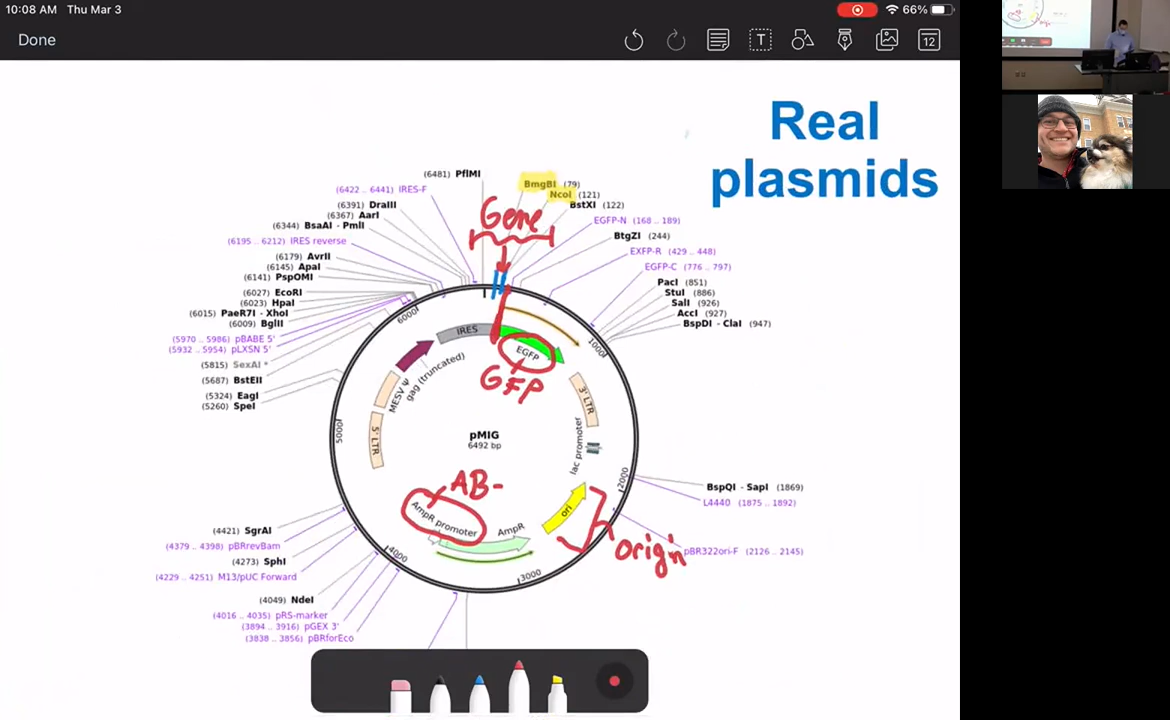 10:08 AM Thu Mar 3
66%
Done
T
12
Real
plasmids
(6481) PflMI
(6422 .. 6441) IRES-F
(6391) DraIII
(6367) AarI
(6344) BsaAI - PmlI
(6195 .. 6212) IRES reverse
(6179) AvrII
(6145) ApaI
(6141) PspOMI
(6027) EcoRI
(6023) HpaI
(6015) PaeR7I - XhoI
(6009) BglII
(5970 .. 5986) pBABE 5'
(5932 .. 5954) pLXSN 5'
(5815) SexAI *
(5687) BstEII
(5324) EagI
(5260) SpeI
BmgBI (79)
NcoI (121)
BstXI (122)
EGFP-N (168 .. 189)
BtgZI (244)
EXFP-R (429 .. 448)
EGFP-C (776 .. 797)
PacI (851)
StuI (886)
SalI (926)
AccI (927)
BspDI - ClaI (947)
Gene
6000
1000
IRES
EGFP
GFP
gag (truncated)
MESV Ψ
5' LTR
3' LTR
5000
pMIG
6492 bp
lac promoter
2000
BspQI - SapI (1869)
L4440 (1875 .. 1892)
AB-
AmpR promoter
AmpR
ori
origin
pBR322ori-F (2126 .. 2145)
3000
4000
(4421) SgrAI
(4379 .. 4398) pBRrevBam
(4273) SphI
(4229 .. 4251) M13/pUC Forward
(4049) NdeI
(4016 .. 4035) pRS-marker
(3894 .. 3916) pGEX 3'
(3838 .. 3856) pBRforEco